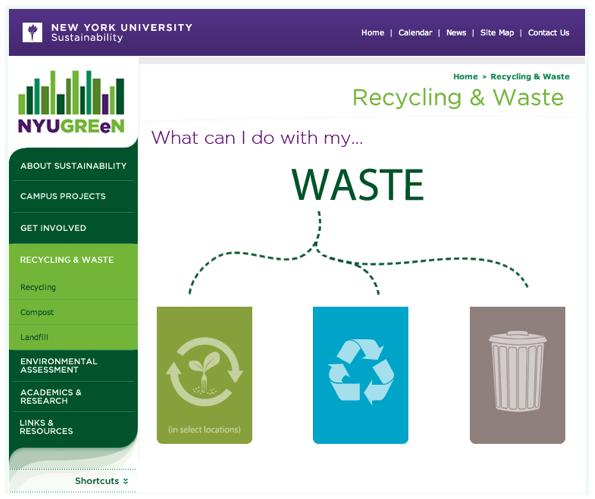 NEW YORK UNIVERSITY
Sustainability
Home | Calendar | News | Site Map | Contact Us
NYUGREeN
Home » Recycling & Waste
Recycling & Waste
What can I do with my...
WASTE
ABOUT SUSTAINABILITY
CAMPUS PROJECTS
GET INVOLVED
RECYCLING & WASTE
Recycling
Compost
Landfill
ENVIRONMENTAL
ASSESSMENT
ACADEMICS &
RESEARCH
LINKS &
RESOURCES
Shortcuts
(in select locations)